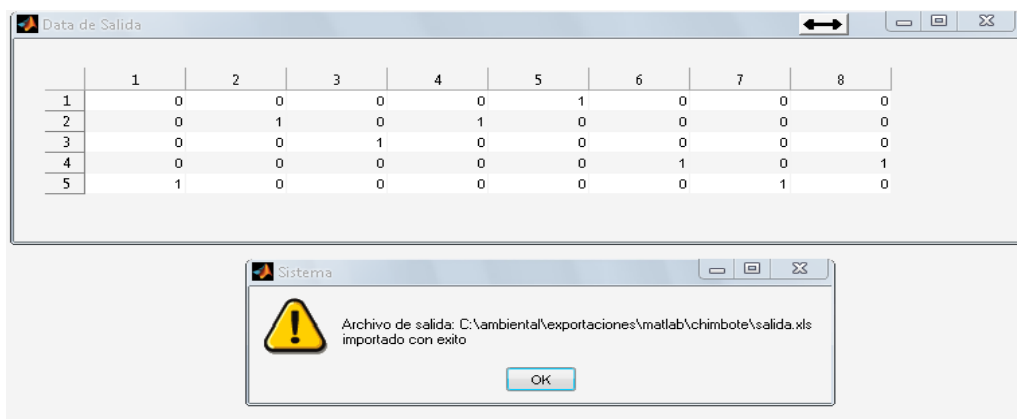 Data de Salida
1 2 3 4 5 6 7 8
1 0 0 0 0 1 0 0 0
2 0 1 0 1 0 0 0 0
3 0 0 1 0 0 0 0 0
4 0 0 0 0 0 1 0 1
5 1 0 0 0 0 0 1 0
Sistema
Archivo de salida: C:\ambiental\exportaciones\matlab\chimbote\salida.xls
importado con exito
OK